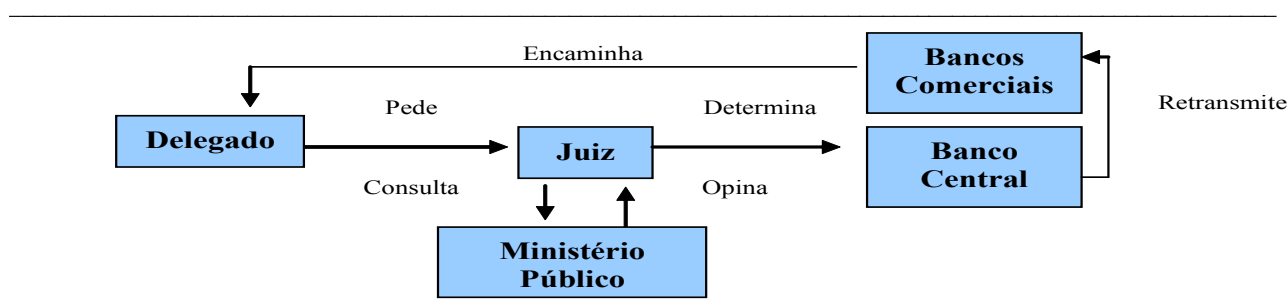 Encaminha
Bancos
Comerciais
Retransmite
Pede
Determina
Delegado
Juiz
Banco
Central
Consulta
Opina
Ministério
Público